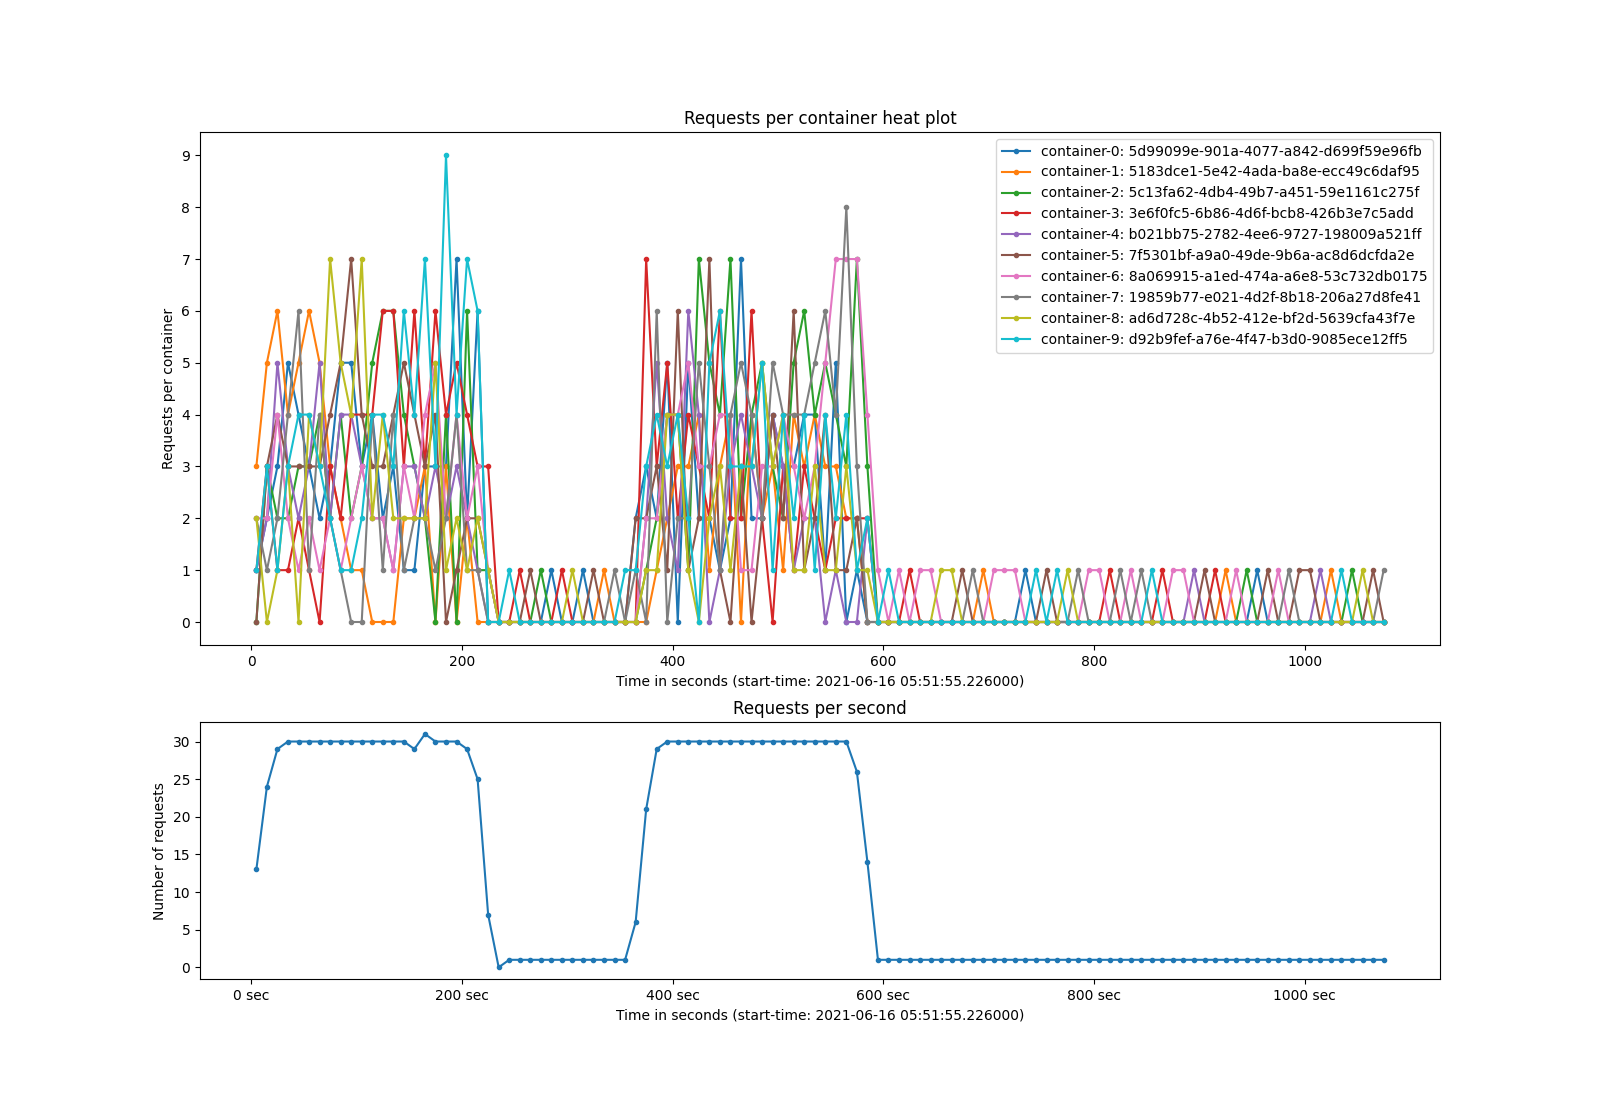 Requests per container heat plot
9
8
7
6
5
4
3
2
1
0
Requests per container
container-0: 5d99099e-901a-4077-a842-d699f59e96fb
container-1: 5183dce1-5e42-4ada-ba8e-ecc49c6daf95
container-2: 5c13fa62-4db4-49b7-a451-59e1161c275f
container-3: 3e6f0fc5-6b86-4d6f-bcb8-426b3e7c5add
container-4: b021bb75-2782-4ee6-9727-198009a521ff
container-5: 7f5301bf-a9a0-49de-9b6a-ac8d6dcfda2e
container-6: 8a069915-a1ed-474a-a6e8-53c732db0175
container-7: 19859b77-e021-4d2f-8b18-206a27d8fe41
container-8: ad6d728c-4b52-412e-bf2d-5639cfa43f7e
container-9: d92b9fef-a76e-4f47-b3d0-9085ece12ff5
0 200 400 600 800 1000
Time in seconds (start-time: 2021-06-16 05:51:55.226000)
Requests per second
30
25
20
15
10
5
0
Number of requests
0 sec 200 sec 400 sec 600 sec 800 sec 1000 sec
Time in seconds (start-time: 2021-06-16 05:51:55.226000)